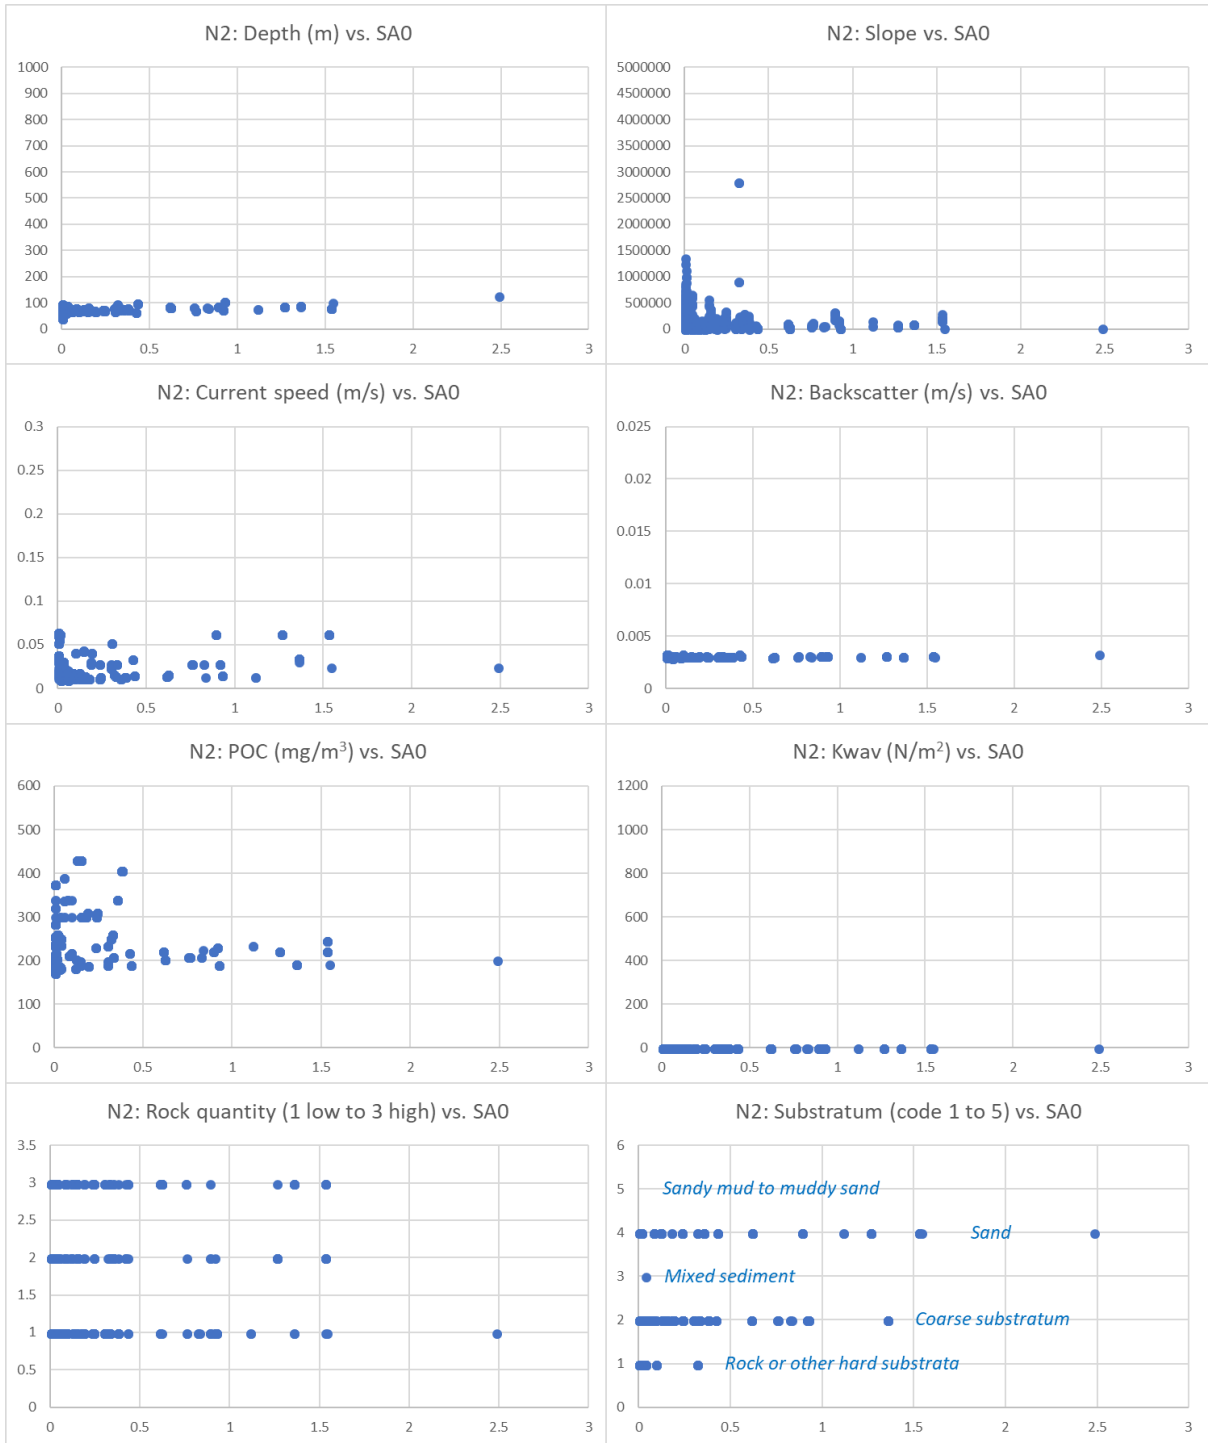 N2: Depth (m) vs. SA0
1000
900
800
700
600
500
400
300
200
100
0
0 0.5 1 1.5 2 2.5 3
N2: Slope vs. SA0
5000000
4500000
4000000
3500000
3000000
2500000
2000000
1500000
1000000
500000
0
0 0.5 1 1.5 2 2.5 3
N2: Current speed (m/s) vs. SA0
0.3
0.25
0.2
0.15
0.1
0.05
0
0 0.5 1 1.5 2 2.5 3
N2: Backscatter (m/s) vs. SA0
0.025
0.02
0.015
0.01
0.005
0
0 0.5 1 1.5 2 2.5 3
N2: POC (mg/m³) vs. SA0
600
500
400
300
200
100
0
0 0.5 1 1.5 2 2.5 3
N2: Kwav (N/m²) vs. SA0
1200
1000
800
600
400
200
0
0 0.5 1 1.5 2 2.5 3
N2: Rock quantity (1 low to 3 high) vs. SA0
3.5
3
2.5
2
1.5
1
0.5
0
0 0.5 1 1.5 2 2.5 3
N2: Substratum (code 1 to 5) vs. SA0
6
5 Sandy mud to muddy sand
4 Sand
3 Mixed sediment
2 Coarse substratum
1 Rock or other hard substrata
0
0 0.5 1 1.5 2 2.5 3